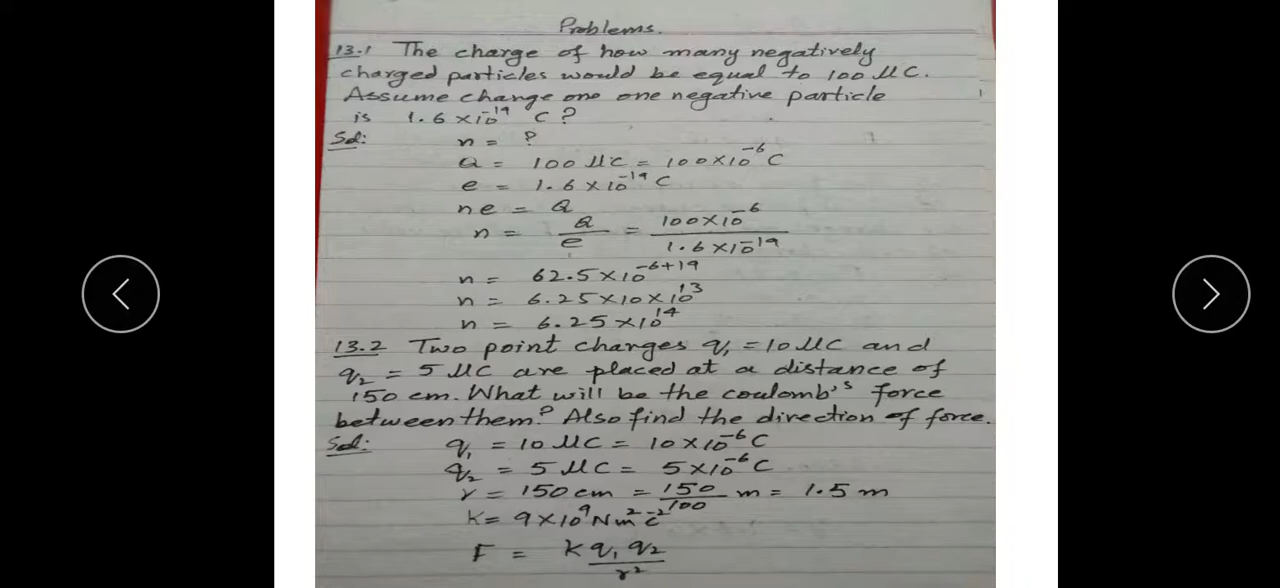 Problems.
13.1 The charge of how many negatively
charged particles would be equal to 100 μC.
Assume change one one negative particle
is 1.6 ×10⁻¹⁹ C ?
Sol: n = ?
Q = 100 μC = 100×10⁻⁶ C
e = 1.6 ×10⁻¹⁹ C
ne = Q
n = Q/e = 100×10⁻⁶ / 1.6 ×10⁻¹⁹
n = 62.5×10⁻⁶⁺¹⁹
n = 6.25×10×10¹³
n = 6.25×10¹⁴
13.2 Two point charges q₁ = 10 μC and
q₂ = 5 μC are placed at a distance of
150 cm. What will be the coulomb's force
between them? Also find the direction of force.
Sol: q₁ = 10 μC = 10×10⁻⁶ C
q₂ = 5 μC = 5×10⁻⁶ C
r = 150 cm = 150/100 m = 1.5 m
K = 9×10⁹ Nm²c⁻²
F = K q₁ q₂ / r²